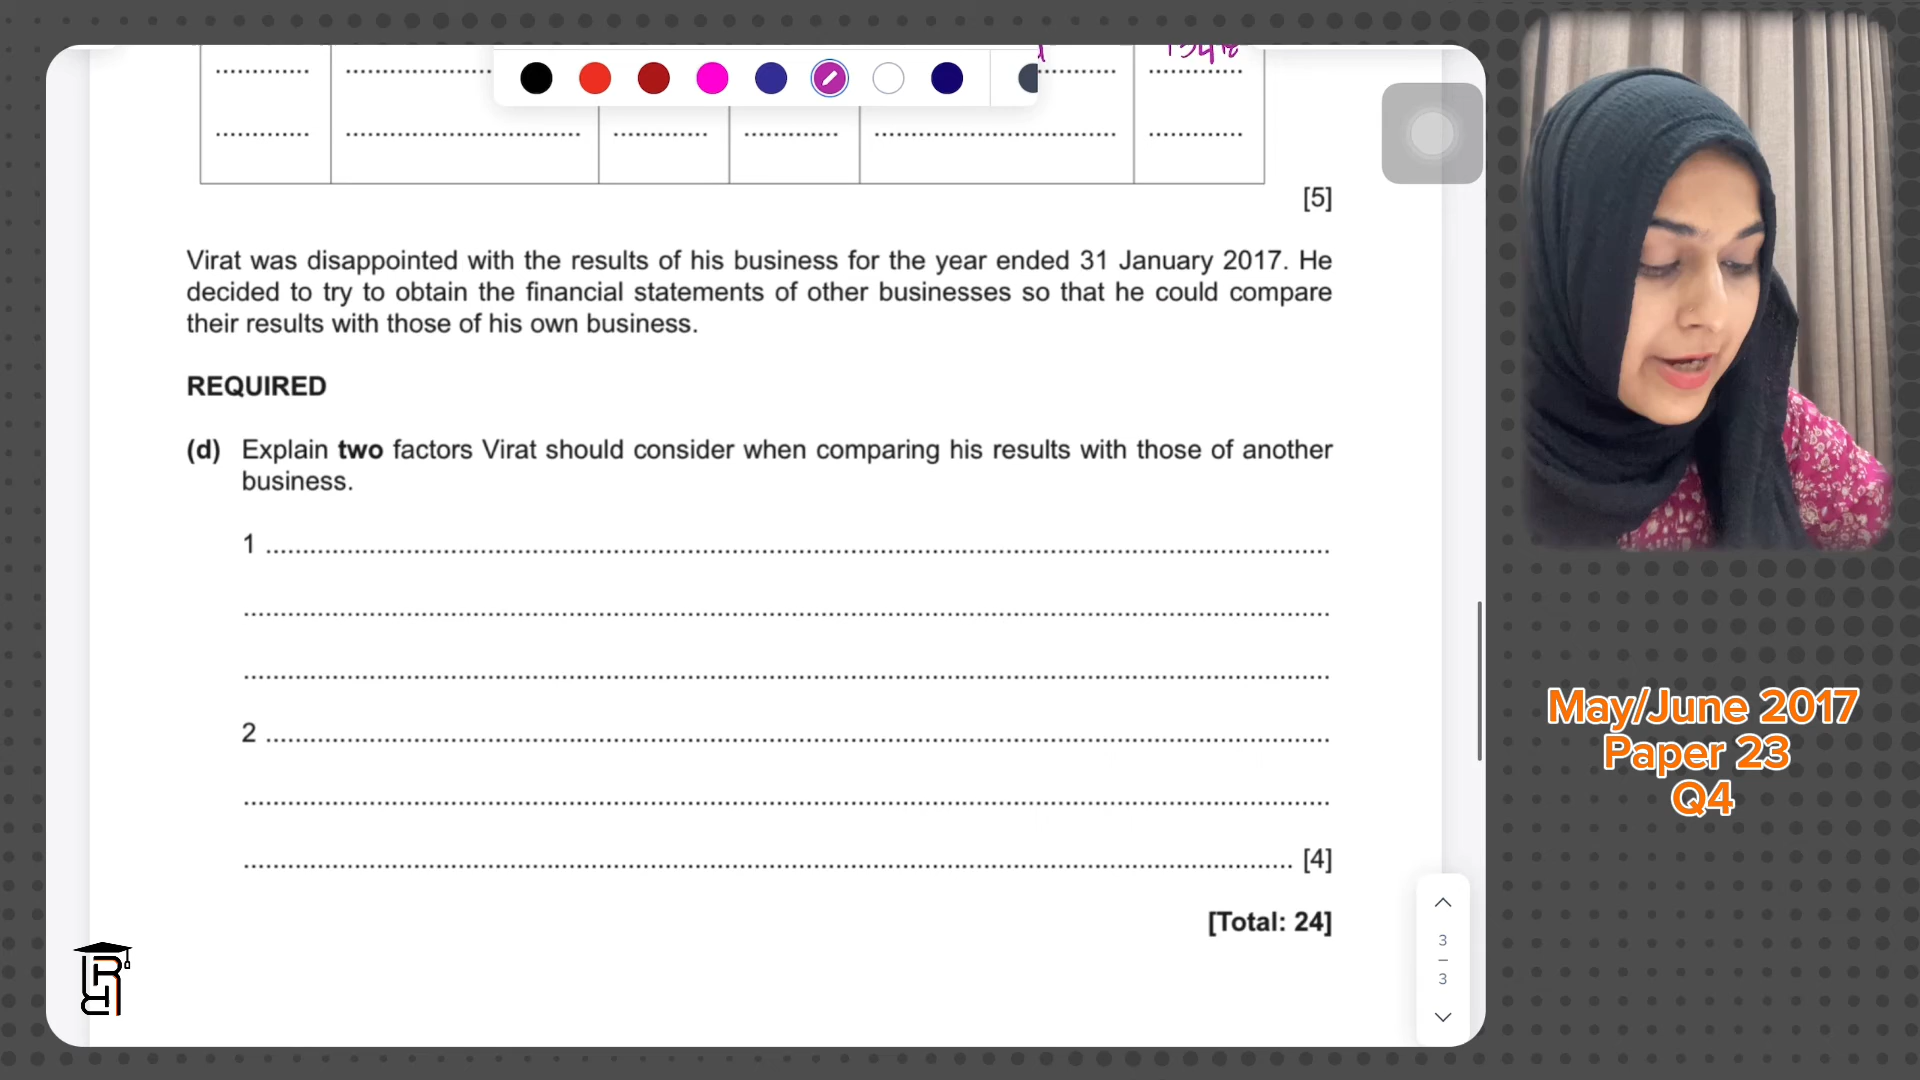 [5]
Virat was disappointed with the results of his business for the year ended 31 January 2017. He
decided to try to obtain the financial statements of other businesses so that he could compare
their results with those of his own business.
REQUIRED
(d) Explain two factors Virat should consider when comparing his results with those of another
business.
1 ................................................
................................................
................................................
2 ................................................
................................................
................................................ [4]
[Total: 24]
3
3
May/June 2017
Paper 23
Q4